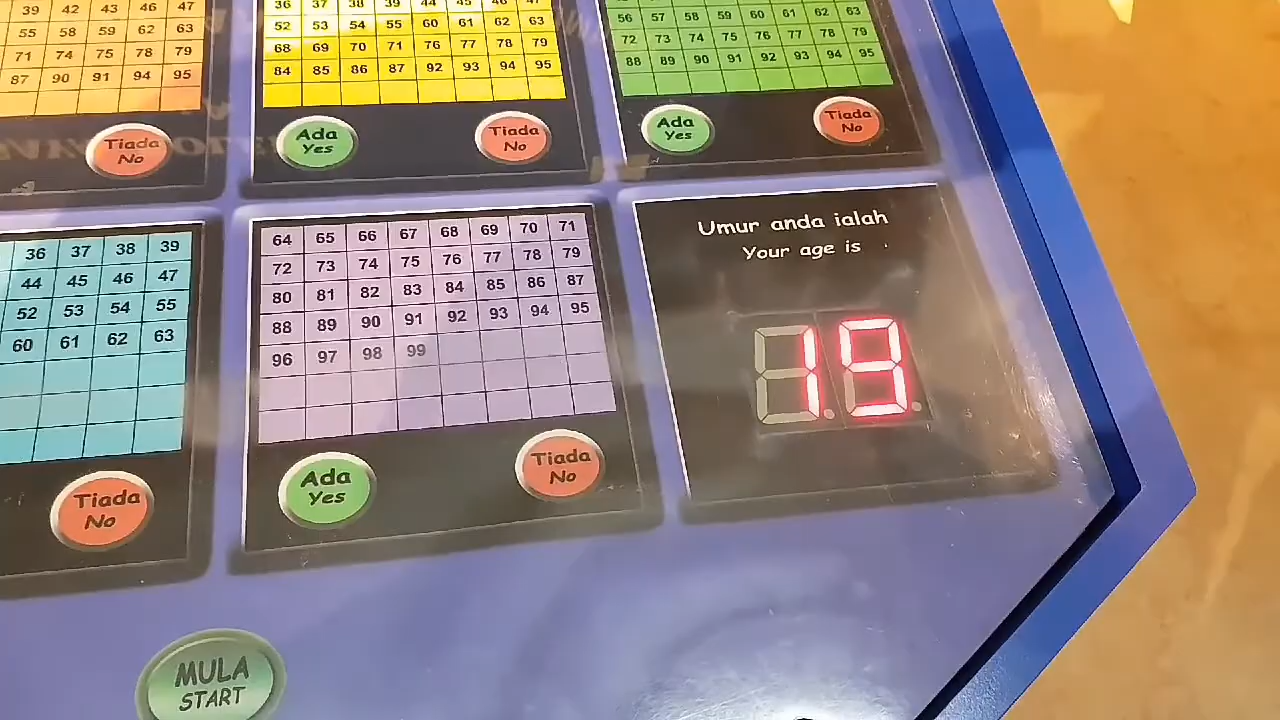 39 42 43 46 47
55 58 59 62 63
71 74 75 78 79
87 90 91 94 95
Tiada
No
36 37 38 39 44 45 46 47
52 53 54 55 60 61 62 63
68 69 70 71 76 77 78 79
84 85 86 87 92 93 94 95
Ada
Yes
Tiada
No
56 57 58 59 60 61 62 63
72 73 74 75 76 77 78 79
88 89 90 91 92 93 94 95
Ada
Yes
Tiada
No
36 37 38 39
44 45 46 47
52 53 54 55
60 61 62 63
Tiada
No
64 65 66 67 68 69 70 71
72 73 74 75 76 77 78 79
80 81 82 83 84 85 86 87
88 89 90 91 92 93 94 95
96 97 98 99
Ada
Yes
Tiada
No
Umur anda ialah
Your age is
19
MULA
START